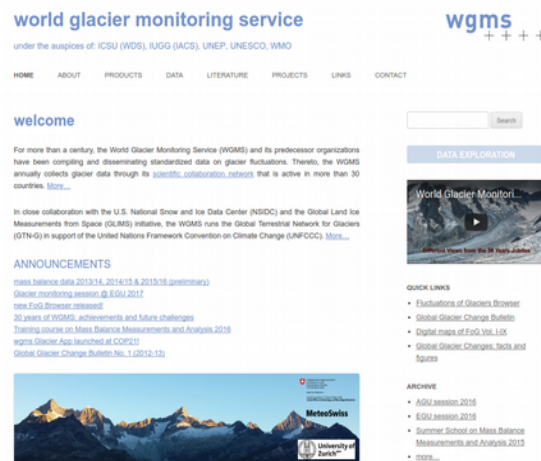 world glacier monitoring service
wgms
under the auspices of: ICSU (WDS), IUGG (IACS), UNEP, UNESCO, WMO
HOME ABOUT PRODUCTS DATA LITERATURE PROJECTS LINKS CONTACT
welcome
For more than a century, the World Glacier Monitoring Service (WGMS) and its predecessor organizations
have been compiling and disseminating standardized data on glacier fluctuations. Thereto, the WGMS
annually collects glacier data through its scientific collaboration network that is active in more than 30
countries. More...
In close collaboration with the U.S. National Snow and Ice Data Center (NSIDC) and the Global Land Ice
Measurements from Space (GLIMS) initiative, the WGMS runs the Global Terrestrial Network for Glaciers
(GTN-G) in support of the United Nations Framework Convention on Climate Change (UNFCCC). More...
ANNOUNCEMENTS
mass balance data 2013/14, 2014/15 & 2015/16 (preliminary)
Glacier monitoring session @ EGU 2017
new FoG Browser released!
30 years of WGMS: achievements and future challenges
Training course on Mass Balance Measurements and Analysis 2016
wgms Glacier App launched at COP21!
Global Glacier Change Bulletin No. 1 (2012-13)
MeteoSwiss
University of
Zurich
Search
DATA EXPLORATION
World Glacier Monitori...
Different Views from the 30 Years Jubilee
QUICK LINKS
Fluctuations of Glaciers Browser
Global Glacier Change Bulletin
Digital maps of FoG Vol. I-IX
Global Glacier Changes: facts and
figures
ARCHIVE
AGU session 2016
EGU session 2016
Summer School on Mass Balance
Measurements and Analysis 2015
more...